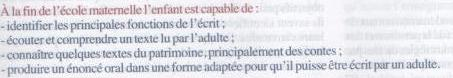 À la fin de l'école maternelle l'enfant est capable de :
- identifier les principales fonctions de l'écrit ;
- écouter et comprendre un texte lu par l'adulte ;
- connaître quelques textes du patrimoine, principalement des contes ;
- produire un énoncé oral dans une forme adaptée pour qu'il puisse être écrit par un adulte.